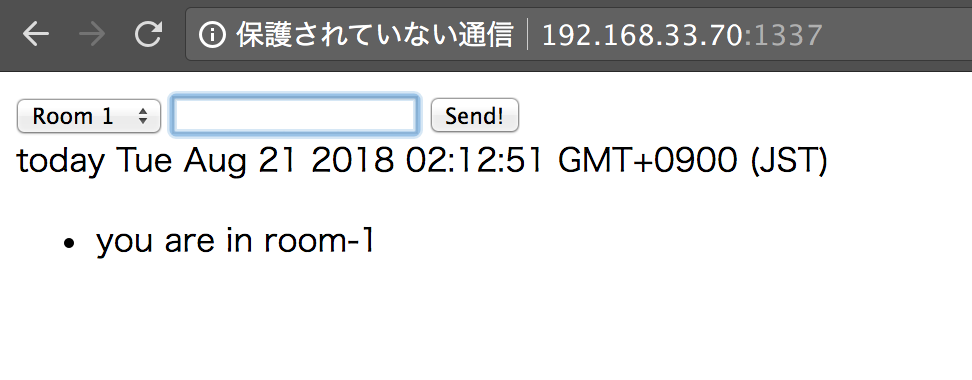 保護されていない通信 192.168.33.70:1337
Room 1 Send!
today Tue Aug 21 2018 02:12:51 GMT+0900 (JST)
• you are in room-1